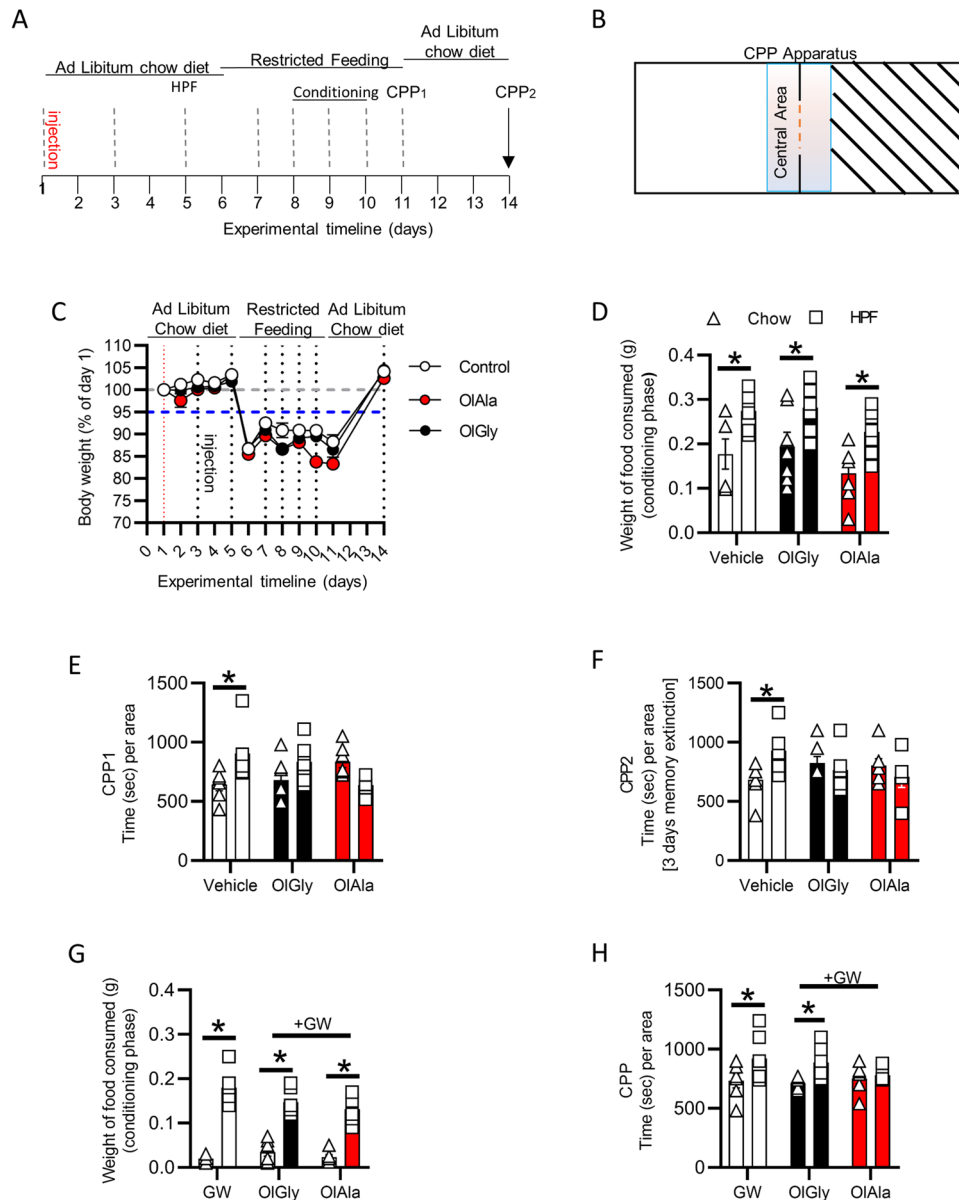 A
Ad Libitum chow diet
Restricted Feeding
Ad Libitum
chow diet
HPF
Conditioning
CPP1
CPP2
injection
1
2
3
4
5
6
7
8
9
10
11
12
13
14
Experimental timeline (days)
B
CPP Apparatus
Central Area
C
Ad Libitum
Chow diet
Restricted
Feeding
Ad Libitum
Chow diet
Body weight (% of day 1)
110
105
100
95
90
85
80
75
70
injection
0
1
2
3
4
5
6
7
8
9
10
11
12
13
14
Experimental timeline (days)
Control
OlAla
OlGly
D
Chow
HPF
Weight of food consumed (g)
(conditioning phase)
0.4
0.3
0.2
0.1
0.0
*
*
*
Vehicle
OlGly
OlAla
E
CPP1
Time (sec) per area
1500
1000
500
0
*
Vehicle
OlGly
OlAla
F
CPP2
Time (sec) per area
[3 days memory extinction]
1500
1000
500
0
*
Vehicle
OlGly
OlAla
G
Weight of food consumed (g)
(conditioning phase)
0.4
0.3
0.2
0.1
0.0
+GW
*
*
*
GW
OlGly
OlAla
H
CPP
Time (sec) per area
1500
1000
500
0
+GW
*
*
GW
OlGly
OlAla